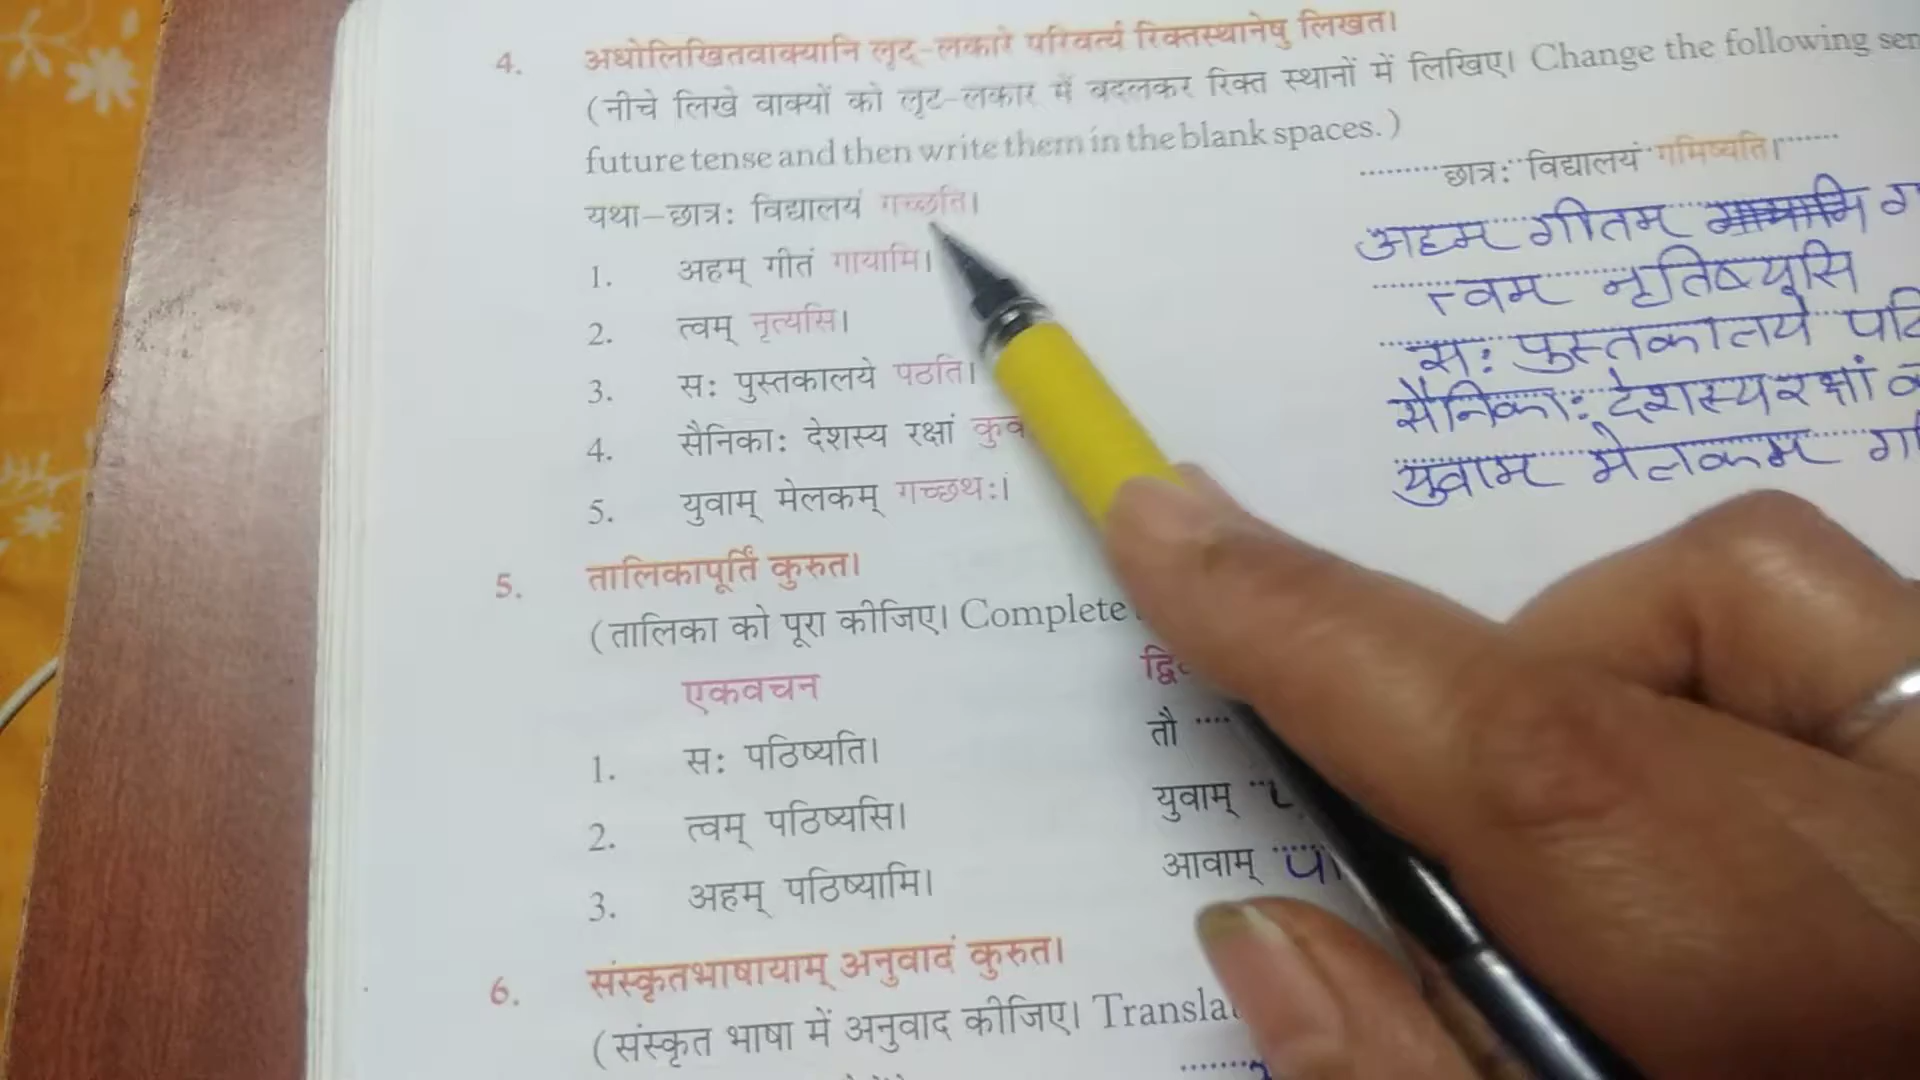 4. अधोलिखितवाक्यानि लृट्-लकारे परिवर्त्य रिक्तस्थानेषु लिखत।
(नीचे लिखे वाक्यों को लृट-लकार में बदलकर रिक्त स्थानों में लिखिए। Change the following
future tense and then write them in the blank spaces.)
यथा–छात्रः विद्यालयं गच्छति। छात्रः विद्यालयं गमिष्यति।
1. अहम् गीतं गायामि। अहम गीतम
2. त्वम् नृत्यसि। त्वम नृतिष्यसि
3. सः पुस्तकालये पठति। सः पुस्तकालये
4. सैनिकाः देशस्य रक्षां सैनिकाः देशस्य रक्षां
5. युवाम् मेलकम् गच्छथः। युवाम मेलकम
5. तालिकापूर्तिं कुरुत।
(तालिका को पूरा कीजिए। Complete
एकवचन
1. सः पठिष्यति। तौ
2. त्वम् पठिष्यसि। युवाम्
3. अहम् पठिष्यामि। आवाम्
6. संस्कृतभाषायाम् अनुवादं कुरुत।
(संस्कृत भाषा में अनुवाद कीजिए।